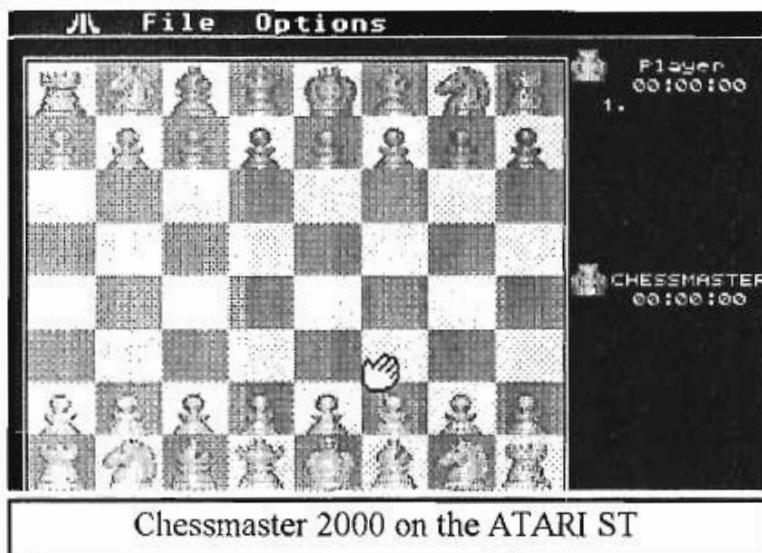 File Options
Player
00:00:00
1.
CHESSMASTER
00:00:00
Chessmaster 2000 on the ATARI ST